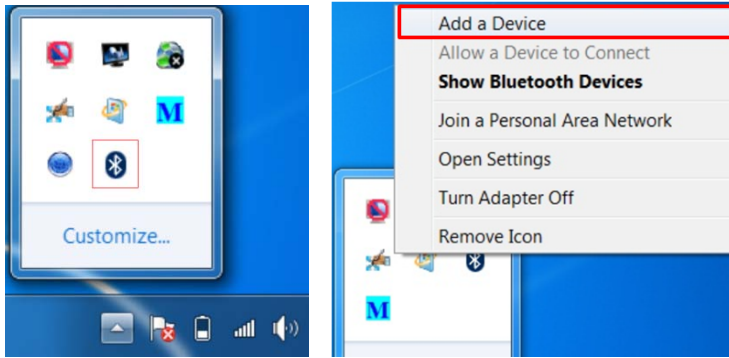 M
Customize...
Add a Device
Allow a Device to Connect
Show Bluetooth Devices
Join a Personal Area Network
Open Settings
Turn Adapter Off
Remove Icon
M